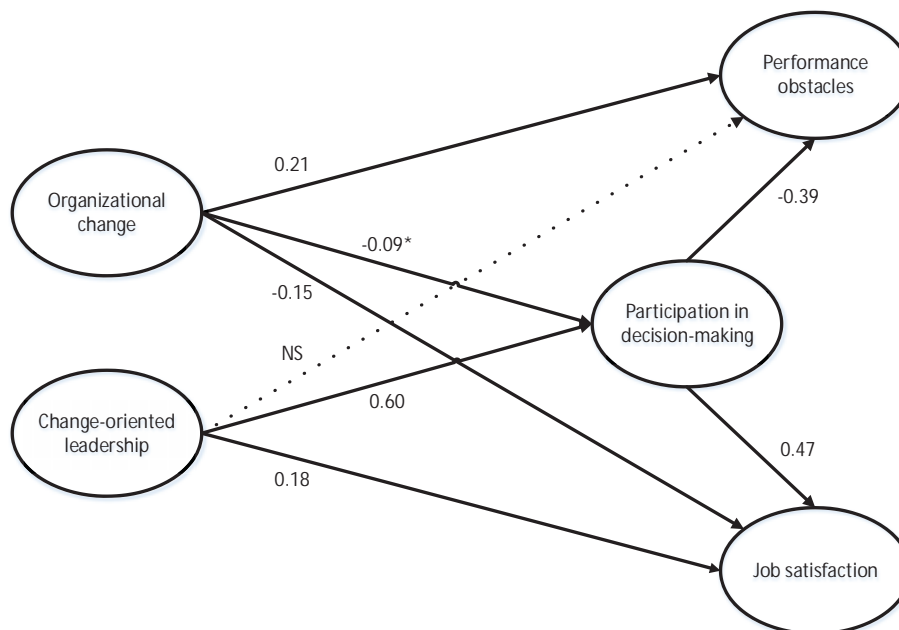 Performance
obstacles
0.21
Organizational
change
-0.39
-0.09*
-0.15
Participation in
decision-making
NS
0.60
Change-oriented
leadership
0.47
0.18
Job satisfaction